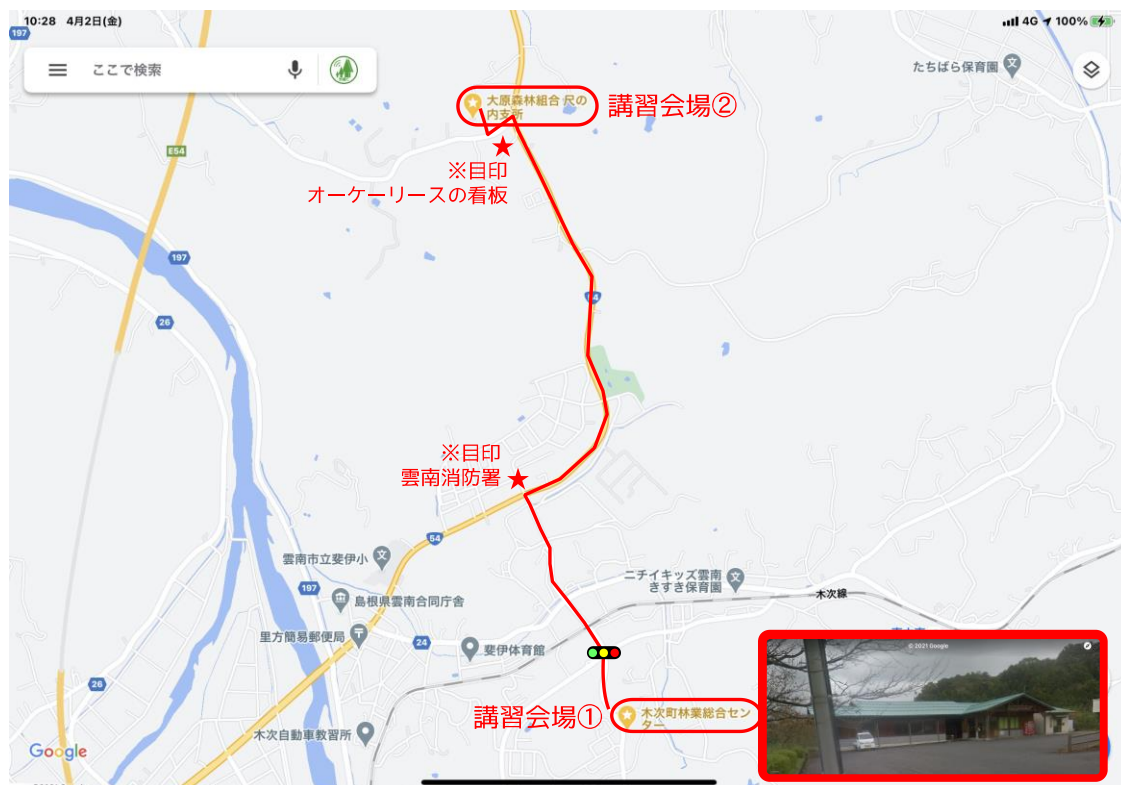 10:28 4月2日(金)
4G 100%
197
ここで検索
たちばら保育園
文
大原森林組合 尺の
内支所
講習会場②
※目印
オーケーリースの看板
E54
197
26
※目印
雲南消防署
54
雲南市立斐伊小
文
197
島根県雲南合同庁舎
里方簡易郵便局
24
斐伊体育館
ニチイキッズ雲南
きすき保育園
文
木次線
© 2021 Google
26
講習会場①
木次町林業総合セン
ター
木次自動車教習所
Google